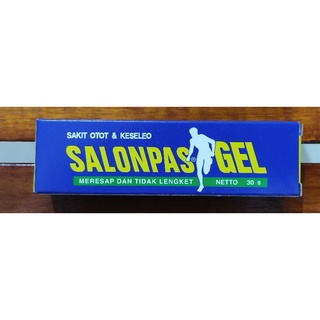 SAKIT OTOT & KESELEO
SALONPAS® GEL
MERESAP DAN TIDAK LENGKET NETTO 30 g